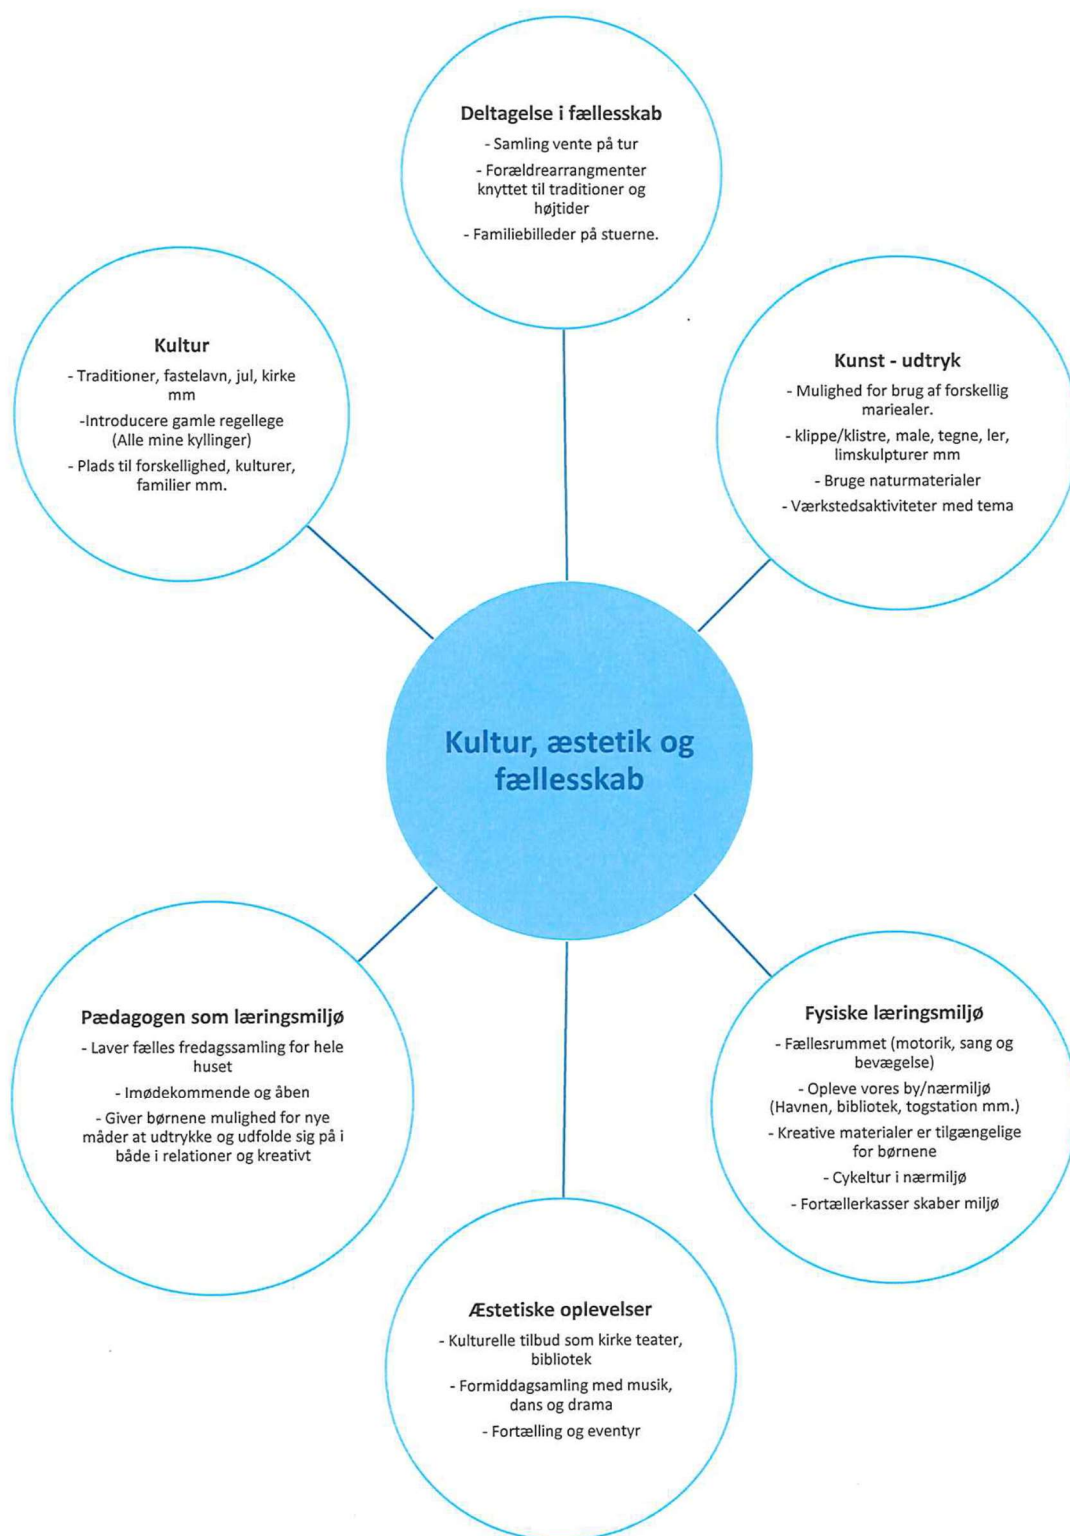 Deltagelse i fællesskab
- Samling vente på tur
- Forældrearrangmenter
knyttet til traditioner og
højtider
- Familiebilleder på stuerne.
Kultur
- Traditioner, fastelavn, jul, kirke
mm
-Introducere gamle regellege
(Alle mine kyllinger)
- Plads til forskellighed, kulturer,
familier mm.
Kunst - udtryk
- Mulighed for brug af forskellig
mariealer.
- klippe/klistre, male, tegne, ler,
limskulpturer mm
- Bruge naturmaterialer
- Værkstedsaktiviteter med tema
Kultur, æstetik og
fællesskab
Pædagogen som læringsmiljø
- Laver fælles fredagssamling for hele
huset
- Imødekommende og åben
- Giver børnene mulighed for nye
måder at udtrykke og udfolde sig på i
både i relationer og kreativt
Fysiske læringsmiljø
- Fællesrummet (motorik, sang og
bevægelse)
- Opleve vores by/nærmiljø
(Havnen, bibliotek, togstation mm.)
- Kreative materialer er tilgængelige
for børnene
- Cykeltur i nærmiljø
- Fortællerkasser skaber miljø
Æstetiske oplevelser
- Kulturelle tilbud som kirke teater,
bibliotek
- Formiddagsamling med musik,
dans og drama
- Fortælling og eventyr